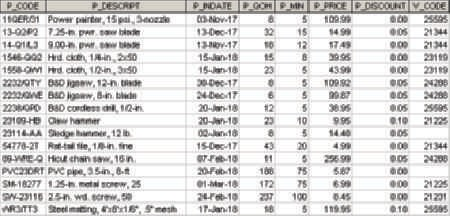 P_CODE P_DESCRIPT P_INDATE P_QOH P_MIN P_PRICE P_DISCOUNT V_CODE
11QER/31 Power painter, 15 psi., 3-nozzle 03-Nov-17 8 5 109.99 0.00 25595
13-Q2/P2 7.25-in. pwr. saw blade 13-Dec-17 32 15 14.99 0.05 21344
14-Q1/L3 9.00-in. pwr. saw blade 13-Nov-17 18 12 17.49 0.00 21344
1546-QQ2 Hrd. cloth, 1/4-in., 2x50 15-Jan-18 15 8 39.95 0.00 23119
1558-QW1 Hrd. cloth, 1/2-in., 3x50 15-Jan-18 23 5 43.99 0.00 23119
2232/QTY B&D jigsaw, 12-in. blade 30-Dec-17 8 5 109.92 0.05 24288
2232/QWE B&D jigsaw, 8-in. blade 24-Dec-17 6 5 99.87 0.05 24288
2238/QPD B&D cordless drill, 1/2-in. 20-Jan-18 12 5 38.95 0.05 25595
23109-HB Claw hammer 20-Jan-18 23 10 9.95 0.10 21225
23114-AA Sledge hammer, 12 lb. 02-Jan-18 8 5 14.40 0.05
54778-2T Rat-tail file, 1/8-in. fine 15-Dec-17 43 20 4.99 0.00 21344
89-WRE-Q Hicut chain saw, 16 in. 07-Feb-18 11 5 256.99 0.05 24288
PVC23DRT PVC pipe, 3.5-in., 8-ft 20-Feb-18 188 75 5.87 0.00
SM-18277 1.25-in. metal screw, 25 01-Mar-18 172 75 6.99 0.00 21225
SW-23116 2.5-in. wd. screw, 50 24-Feb-18 237 100 8.45 0.00 21231
WR3/TT3 Steel matting, 4'x8'x1/6", .5" mesh 17-Jan-18 18 5 119.95 0.10 25595